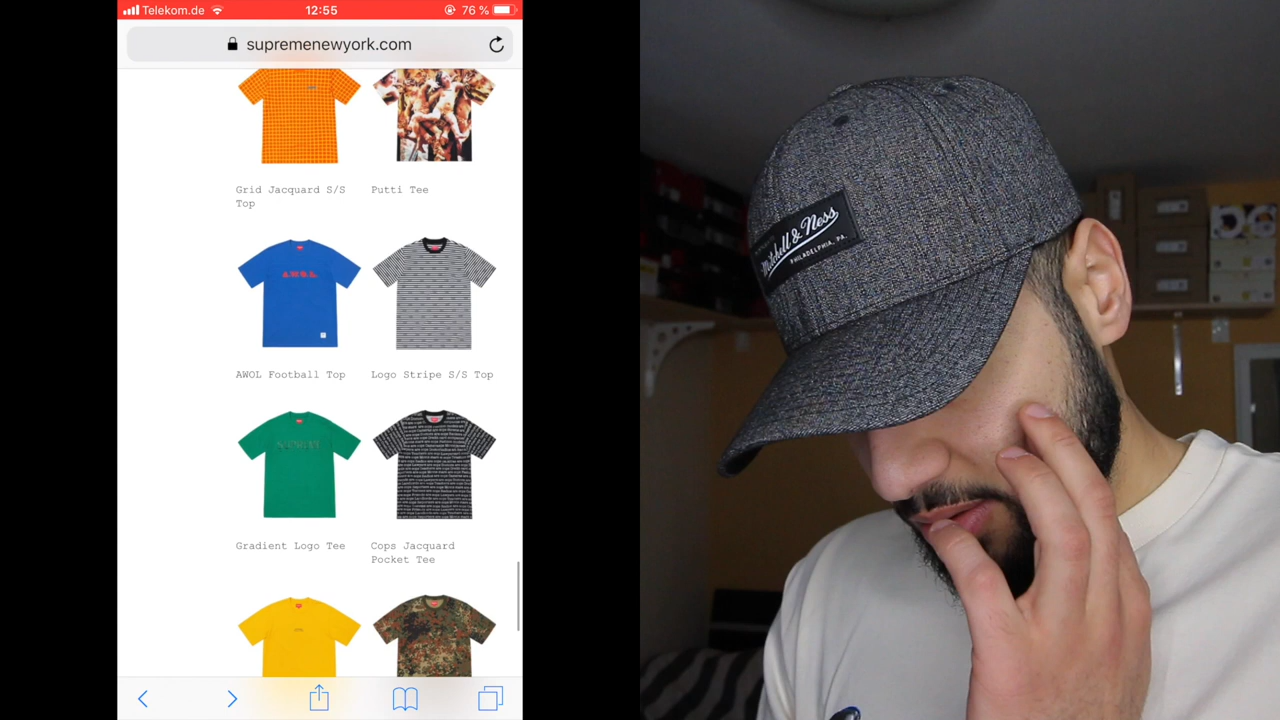 Telekom.de
12:55
76 %
supremenewyork.com
Grid Jacquard S/S
Top
Putti Tee
AWOL
AWOL Football Top
Logo Stripe S/S Top
Gradient Logo Tee
Cops Jacquard
Pocket Tee
Mitchell & Ness
PHILADELPHIA, PA.